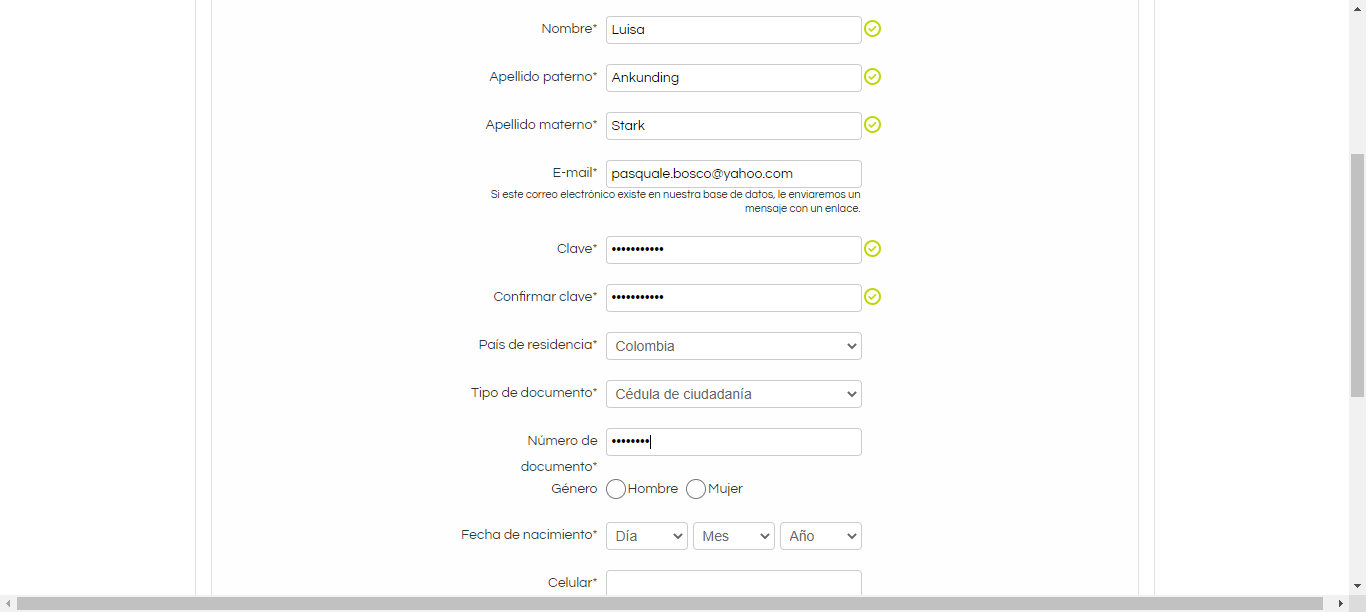 Nombre* Luisa
Apellido paterno* Ankunding
Apellido materno* Stark
E-mail* pasquale.bosco@yahoo.com
Si este correo electrónico existe en nuestra base de datos, le enviaremos un
mensaje con un enlace.
Clave* •••••••••••
Confirmar clave* •••••••••••
País de residencia* Colombia
Tipo de documento* Cédula de ciudadanía
Número de ••••••••
documento*
Género Hombre Mujer
Fecha de nacimiento* Día Mes Año
Celular*